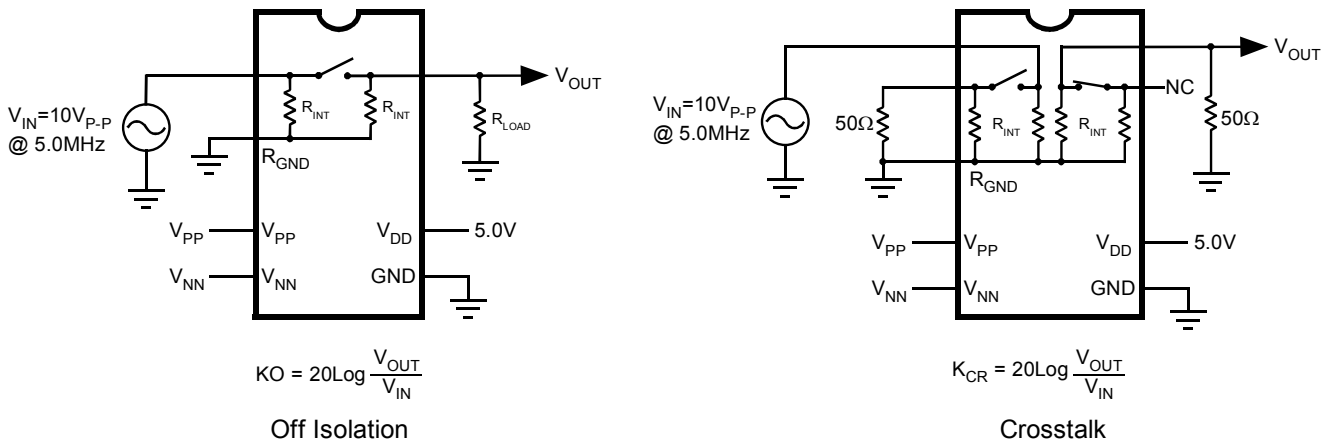 V_IN=10V_P-P
@ 5.0MHz
R_INT
R_INT
R_GND
R_LOAD
V_OUT
V_PP
V_PP
V_DD
5.0V
V_NN
V_NN
GND
KO = 20Log V_OUT / V_IN
Off Isolation
V_IN=10V_P-P
@ 5.0MHz
50Ω
R_INT
R_INT
R_GND
NC
V_OUT
50Ω
V_PP
V_PP
V_DD
5.0V
V_NN
V_NN
GND
K_CR = 20Log V_OUT / V_IN
Crosstalk